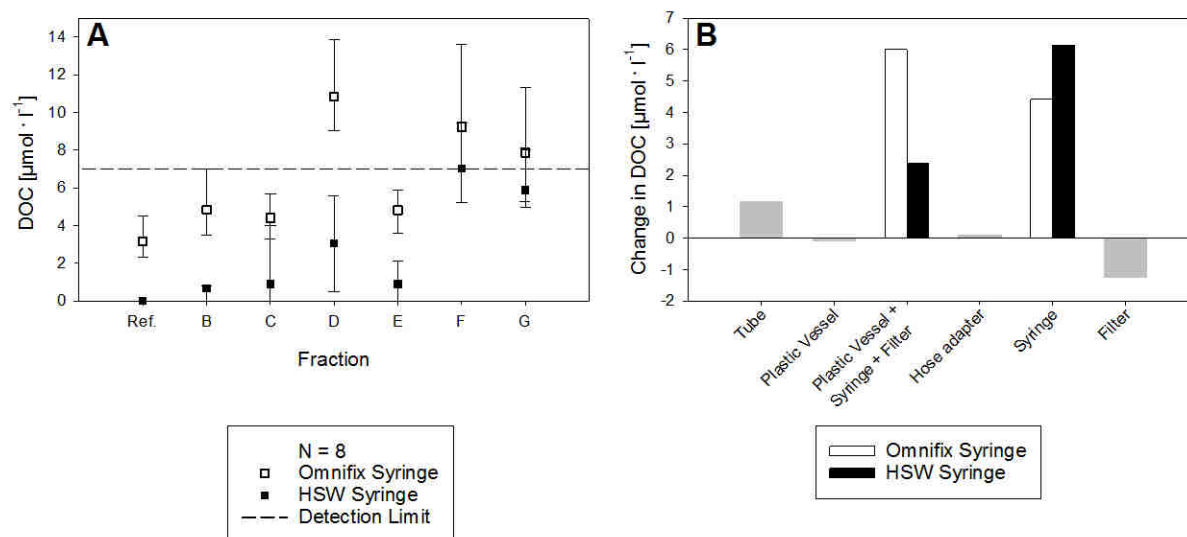 A
DOC [µmol · l⁻¹]
14
12
10
8
6
4
2
0
Ref.
B
C
D
E
F
G
Fraction
N = 8
Omnifix Syringe
HSW Syringe
Detection Limit
B
Change in DOC [µmol · l⁻¹]
7
6
5
4
3
2
1
0
-1
-2
Tube
Plastic Vessel
Plastic Vessel +
Syringe + Filter
Hose adapter
Syringe
Filter
Omnifix Syringe
HSW Syringe